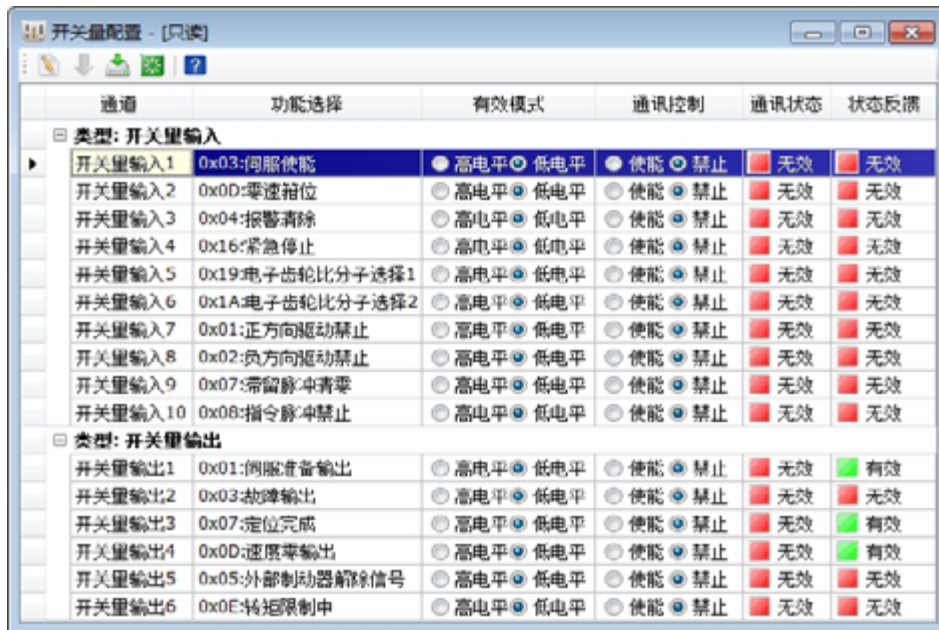 开关量配置 - [只读]
通道 功能选择 有效模式 通讯控制 通讯状态 状态反馈
类型: 开关量输入
开关量输入1 0x03:伺服使能 高电平 低电平 使能 禁止 无效 无效
开关量输入2 0x0D:零速箝位 高电平 低电平 使能 禁止 无效 无效
开关量输入3 0x04:报警清除 高电平 低电平 使能 禁止 无效 无效
开关量输入4 0x16:紧急停止 高电平 低电平 使能 禁止 无效 无效
开关量输入5 0x19:电子齿轮比分子选择1 高电平 低电平 使能 禁止 无效 无效
开关量输入6 0x1A:电子齿轮比分子选择2 高电平 低电平 使能 禁止 无效 无效
开关量输入7 0x01:正方向驱动禁止 高电平 低电平 使能 禁止 无效 无效
开关量输入8 0x02:负方向驱动禁止 高电平 低电平 使能 禁止 无效 无效
开关量输入9 0x07:滞留脉冲清零 高电平 低电平 使能 禁止 无效 无效
开关量输入10 0x08:指令脉冲禁止 高电平 低电平 使能 禁止 无效 无效
类型: 开关量输出
开关量输出1 0x01:伺服准备输出 高电平 低电平 使能 禁止 无效 有效
开关量输出2 0x03:故障输出 高电平 低电平 使能 禁止 无效 无效
开关量输出3 0x07:定位完成 高电平 低电平 使能 禁止 无效 有效
开关量输出4 0x0D:速度零输出 高电平 低电平 使能 禁止 无效 有效
开关量输出5 0x05:外部制动器解除信号 高电平 低电平 使能 禁止 无效 无效
开关量输出6 0x0E:转矩限制中 高电平 低电平 使能 禁止 无效 无效